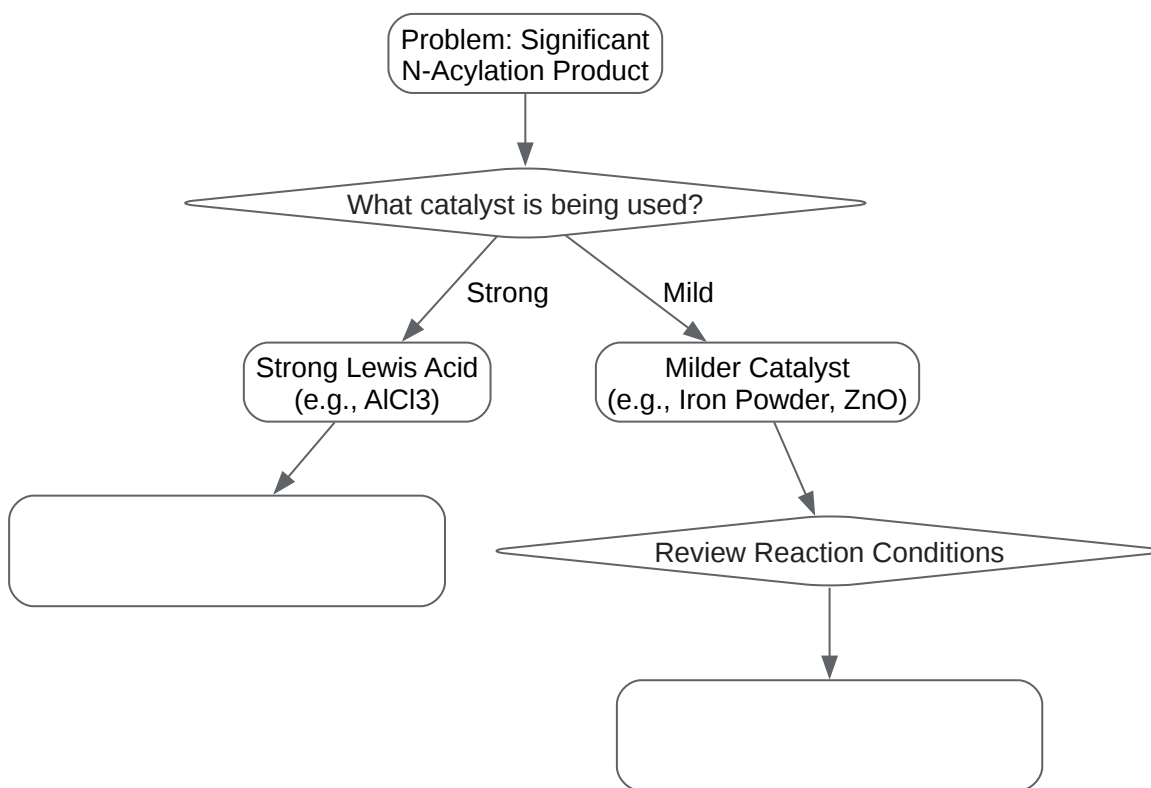 Problem: Significant
N-Acylation Product
What catalyst is being used?
Strong
Mild
Strong Lewis Acid
(e.g., AlCl3)
Milder Catalyst
(e.g., Iron Powder, ZnO)
Review Reaction Conditions